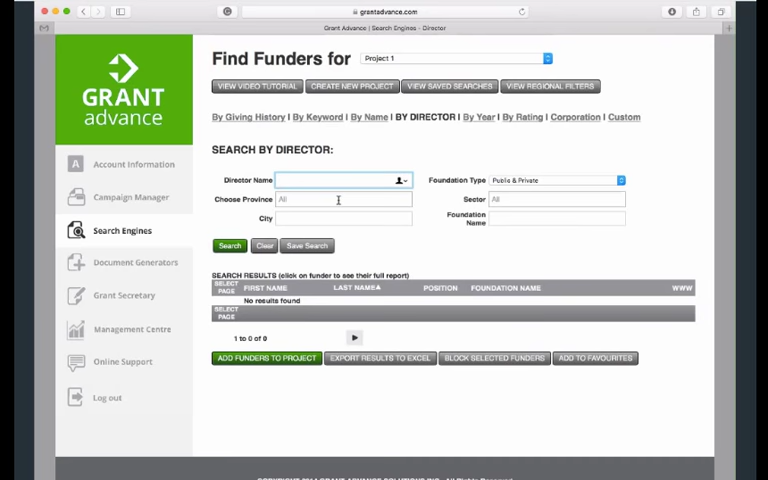 grantadvance.com
Grant Advance | Search Engines - Director
GRANT
advance
A Account Information
Campaign Manager
Search Engines
Document Generators
Grant Secretary
Management Centre
Online Support
Log out
Find Funders for Project 1
VIEW VIDEO TUTORIAL CREATE NEW PROJECT VIEW SAVED SEARCHES VIEW REGIONAL FILTERS
By Giving History | By Keyword | By Name | BY DIRECTOR | By Year | By Rating | Corporation | Custom
SEARCH BY DIRECTOR:
Director Name Foundation Type Public & Private
Choose Province All Sector All
City Foundation Name
Search Clear Save Search
SEARCH RESULTS (click on funder to see their full report)
SELECT PAGE FIRST NAME LAST NAME▲ POSITION FOUNDATION NAME WWW
No results found
SELECT PAGE
1 to 0 of 0
ADD FUNDERS TO PROJECT EXPORT RESULTS TO EXCEL BLOCK SELECTED FUNDERS ADD TO FAVOURITES